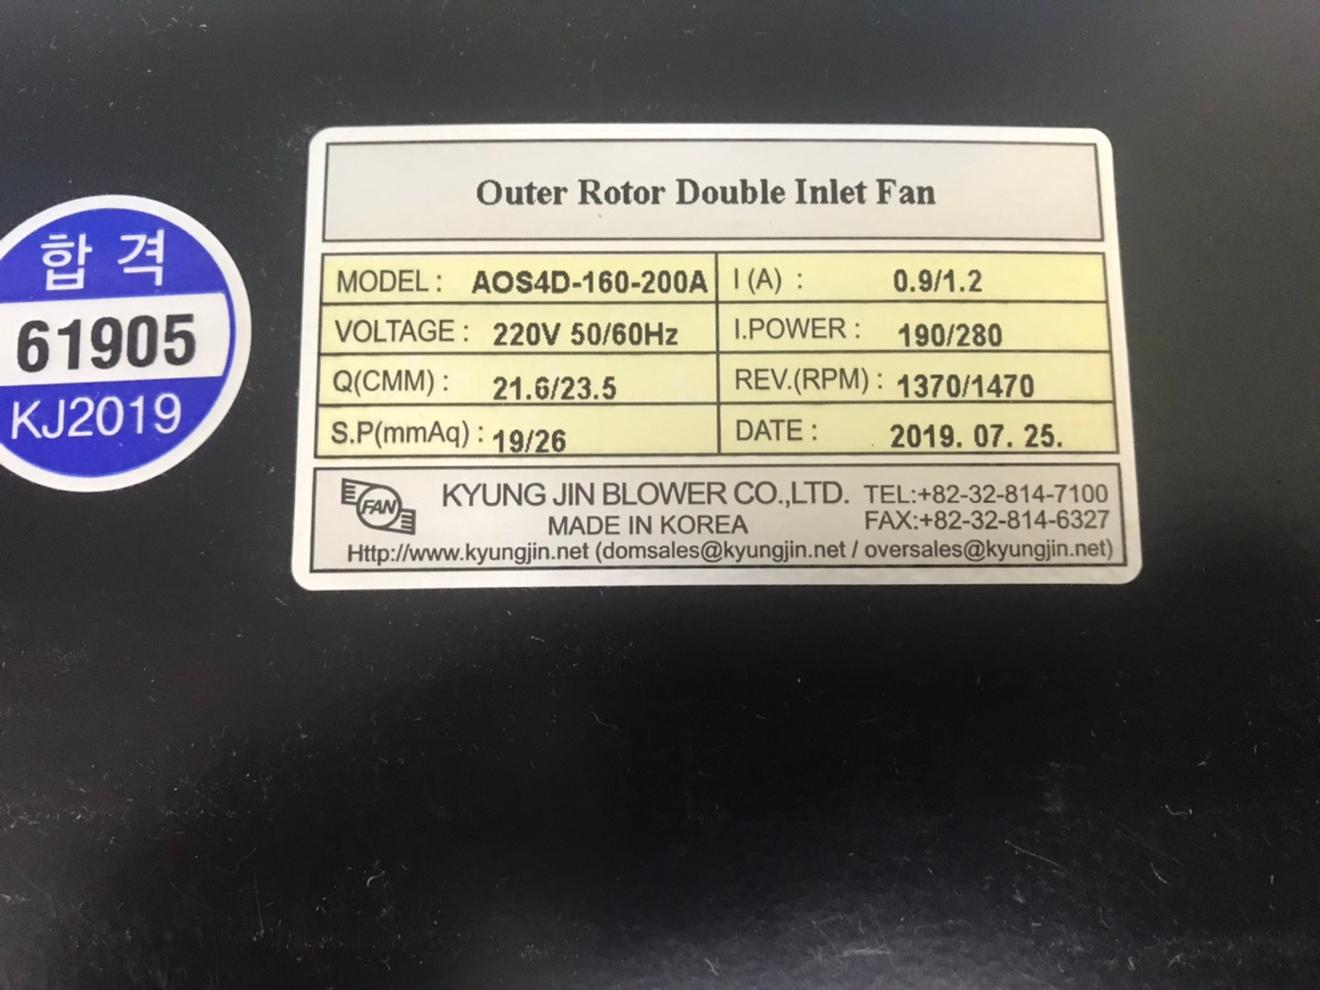 합격
61905
KJ2019
Outer Rotor Double Inlet Fan
MODEL : AOS4D-160-200A I (A) : 0.9/1.2
VOLTAGE : 220V 50/60Hz I.POWER : 190/280
Q(CMM) : 21.6/23.5 REV.(RPM) : 1370/1470
S.P(mmAq) : 19/26 DATE : 2019. 07. 25.
FAN
KYUNG JIN BLOWER CO.,LTD. TEL:+82-32-814-7100
MADE IN KOREA FAX:+82-32-814-6327
Http://www.kyungjin.net (domsales@kyungjin.net / oversales@kyungjin.net)